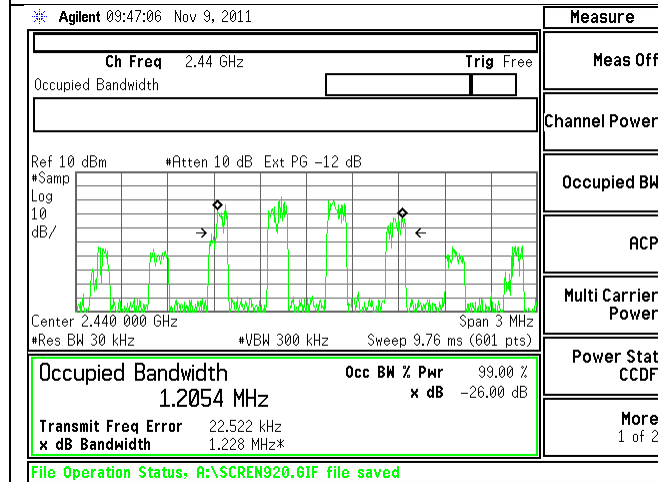 Agilent 09:47:06 Nov 9, 2011
Measure
Ch Freq 2.44 GHz
Trig Free
Meas Off
Occupied Bandwidth
Channel Power
Ref 10 dBm #Atten 10 dB Ext PG -12 dB
#Samp
Log
10
dB/
Occupied BW
ACP
Multi Carrier
Power
Center 2.440 000 GHz
Span 3 MHz
#Res BW 30 kHz
#VBW 300 kHz
Sweep 9.76 ms (601 pts)
Power Stat
CCDF
Occupied Bandwidth
1.2054 MHz
Occ BW % Pwr 99.00 %
x dB -26.00 dB
Transmit Freq Error 22.522 kHz
x dB Bandwidth 1.228 MHz*
More
1 of 2
File Operation Status, A:\SCREN920.GIF file saved